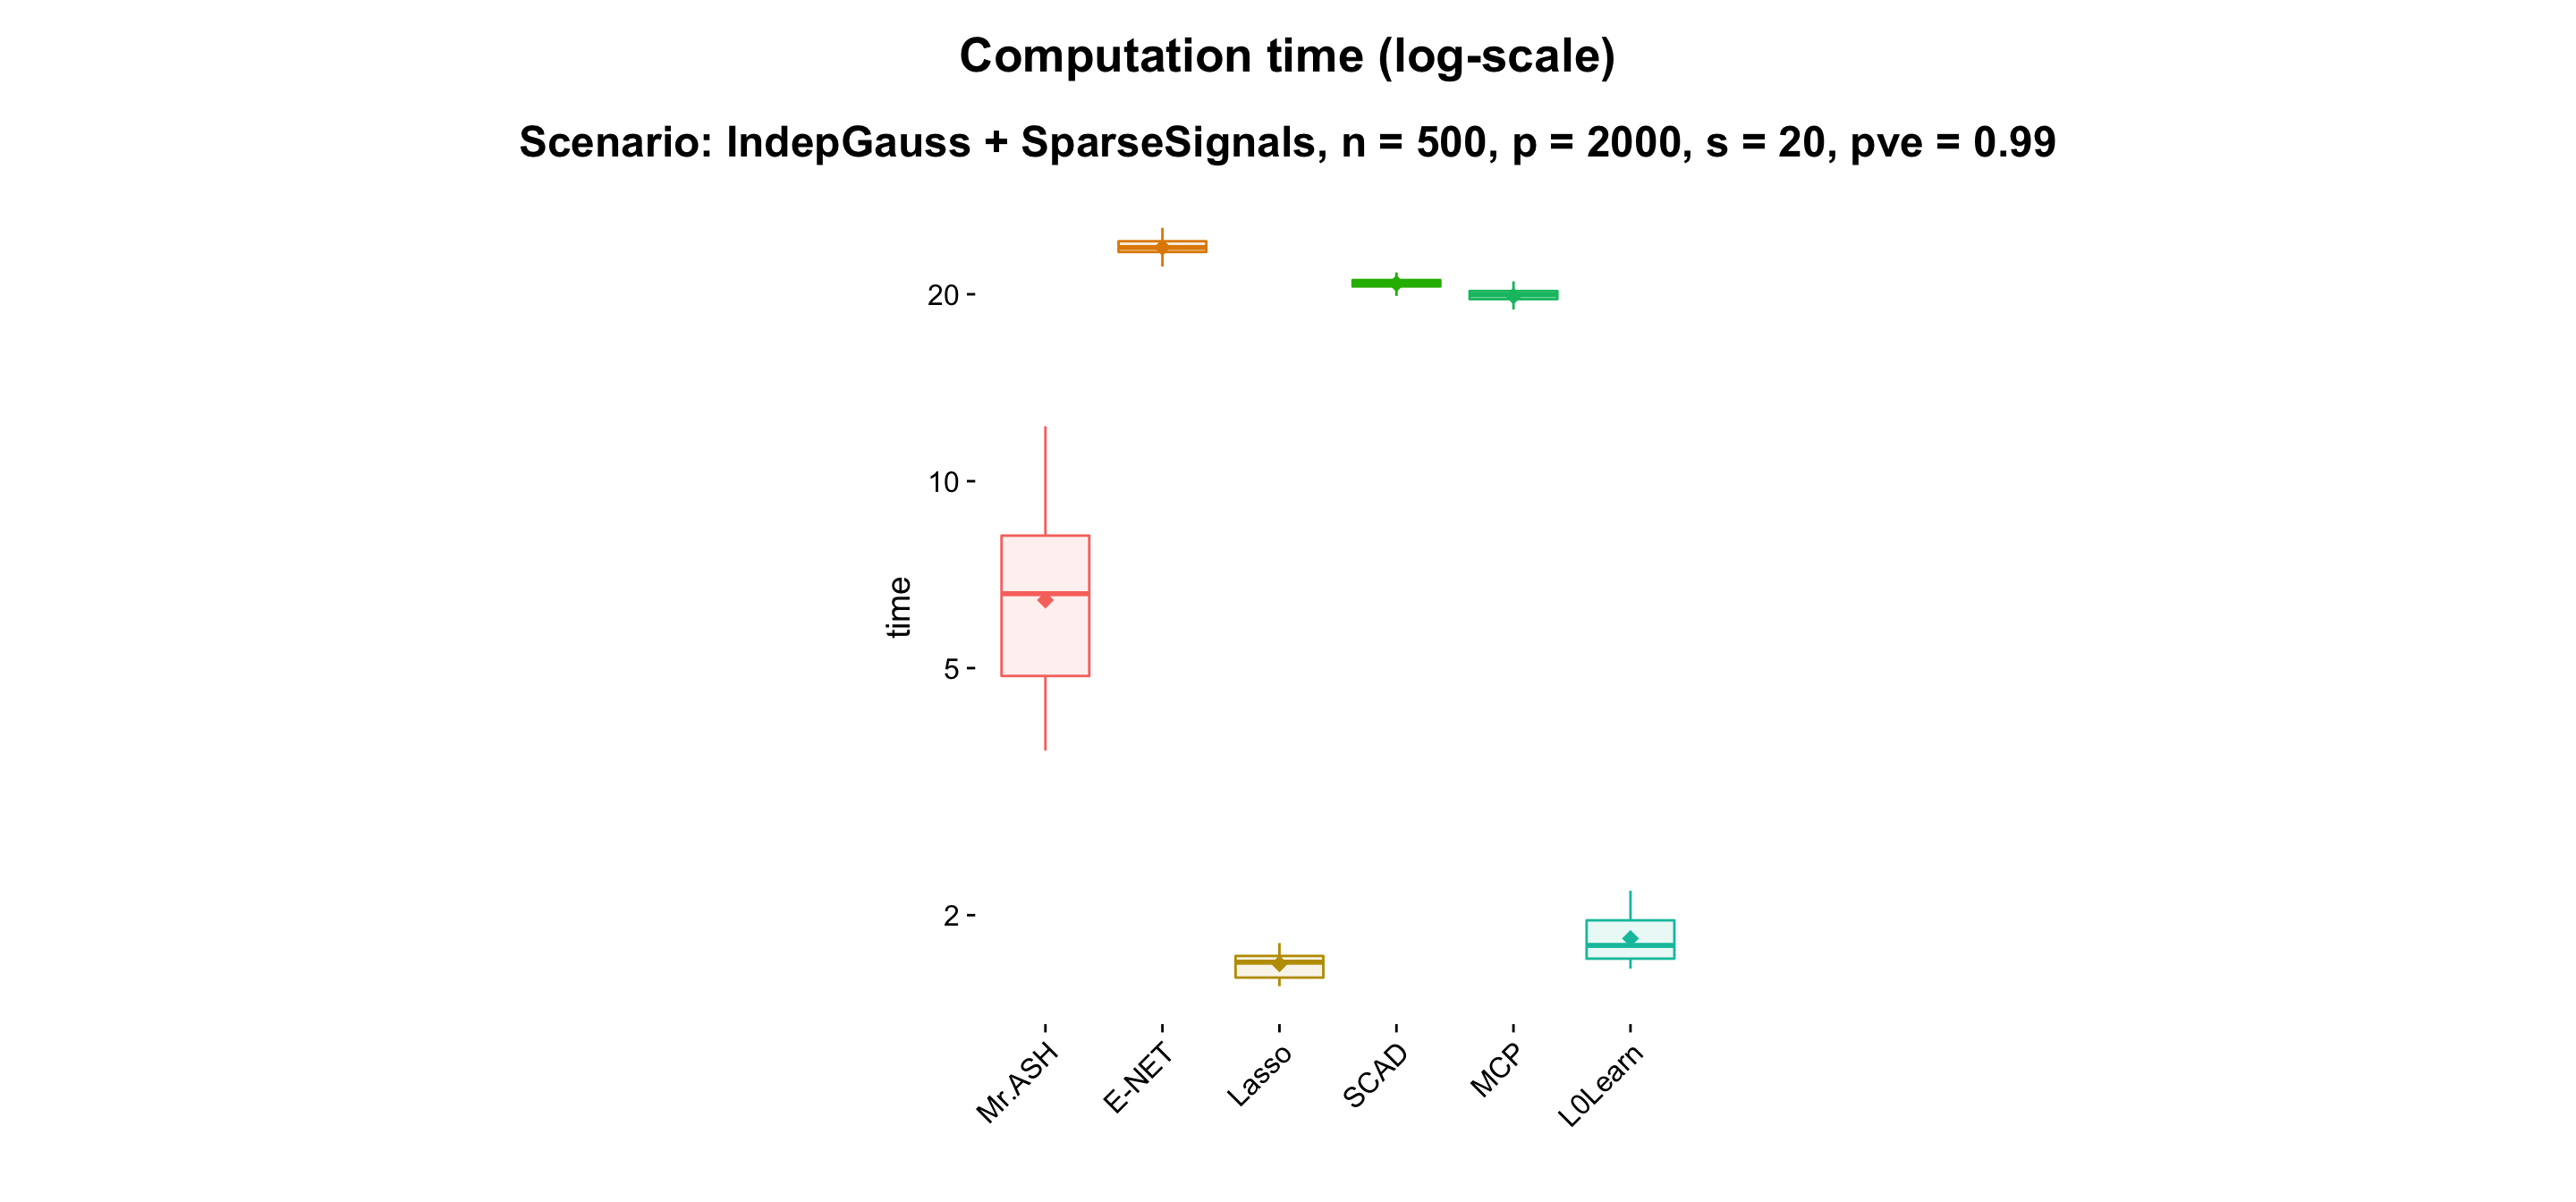 Computation time (log-scale)
Scenario: IndepGauss + SparseSignals, n = 500, p = 2000, s = 20, pve = 0.99
20
10
5
2
time
Mr.ASH
E-NET
Lasso
SCAD
MCP
L0Learn